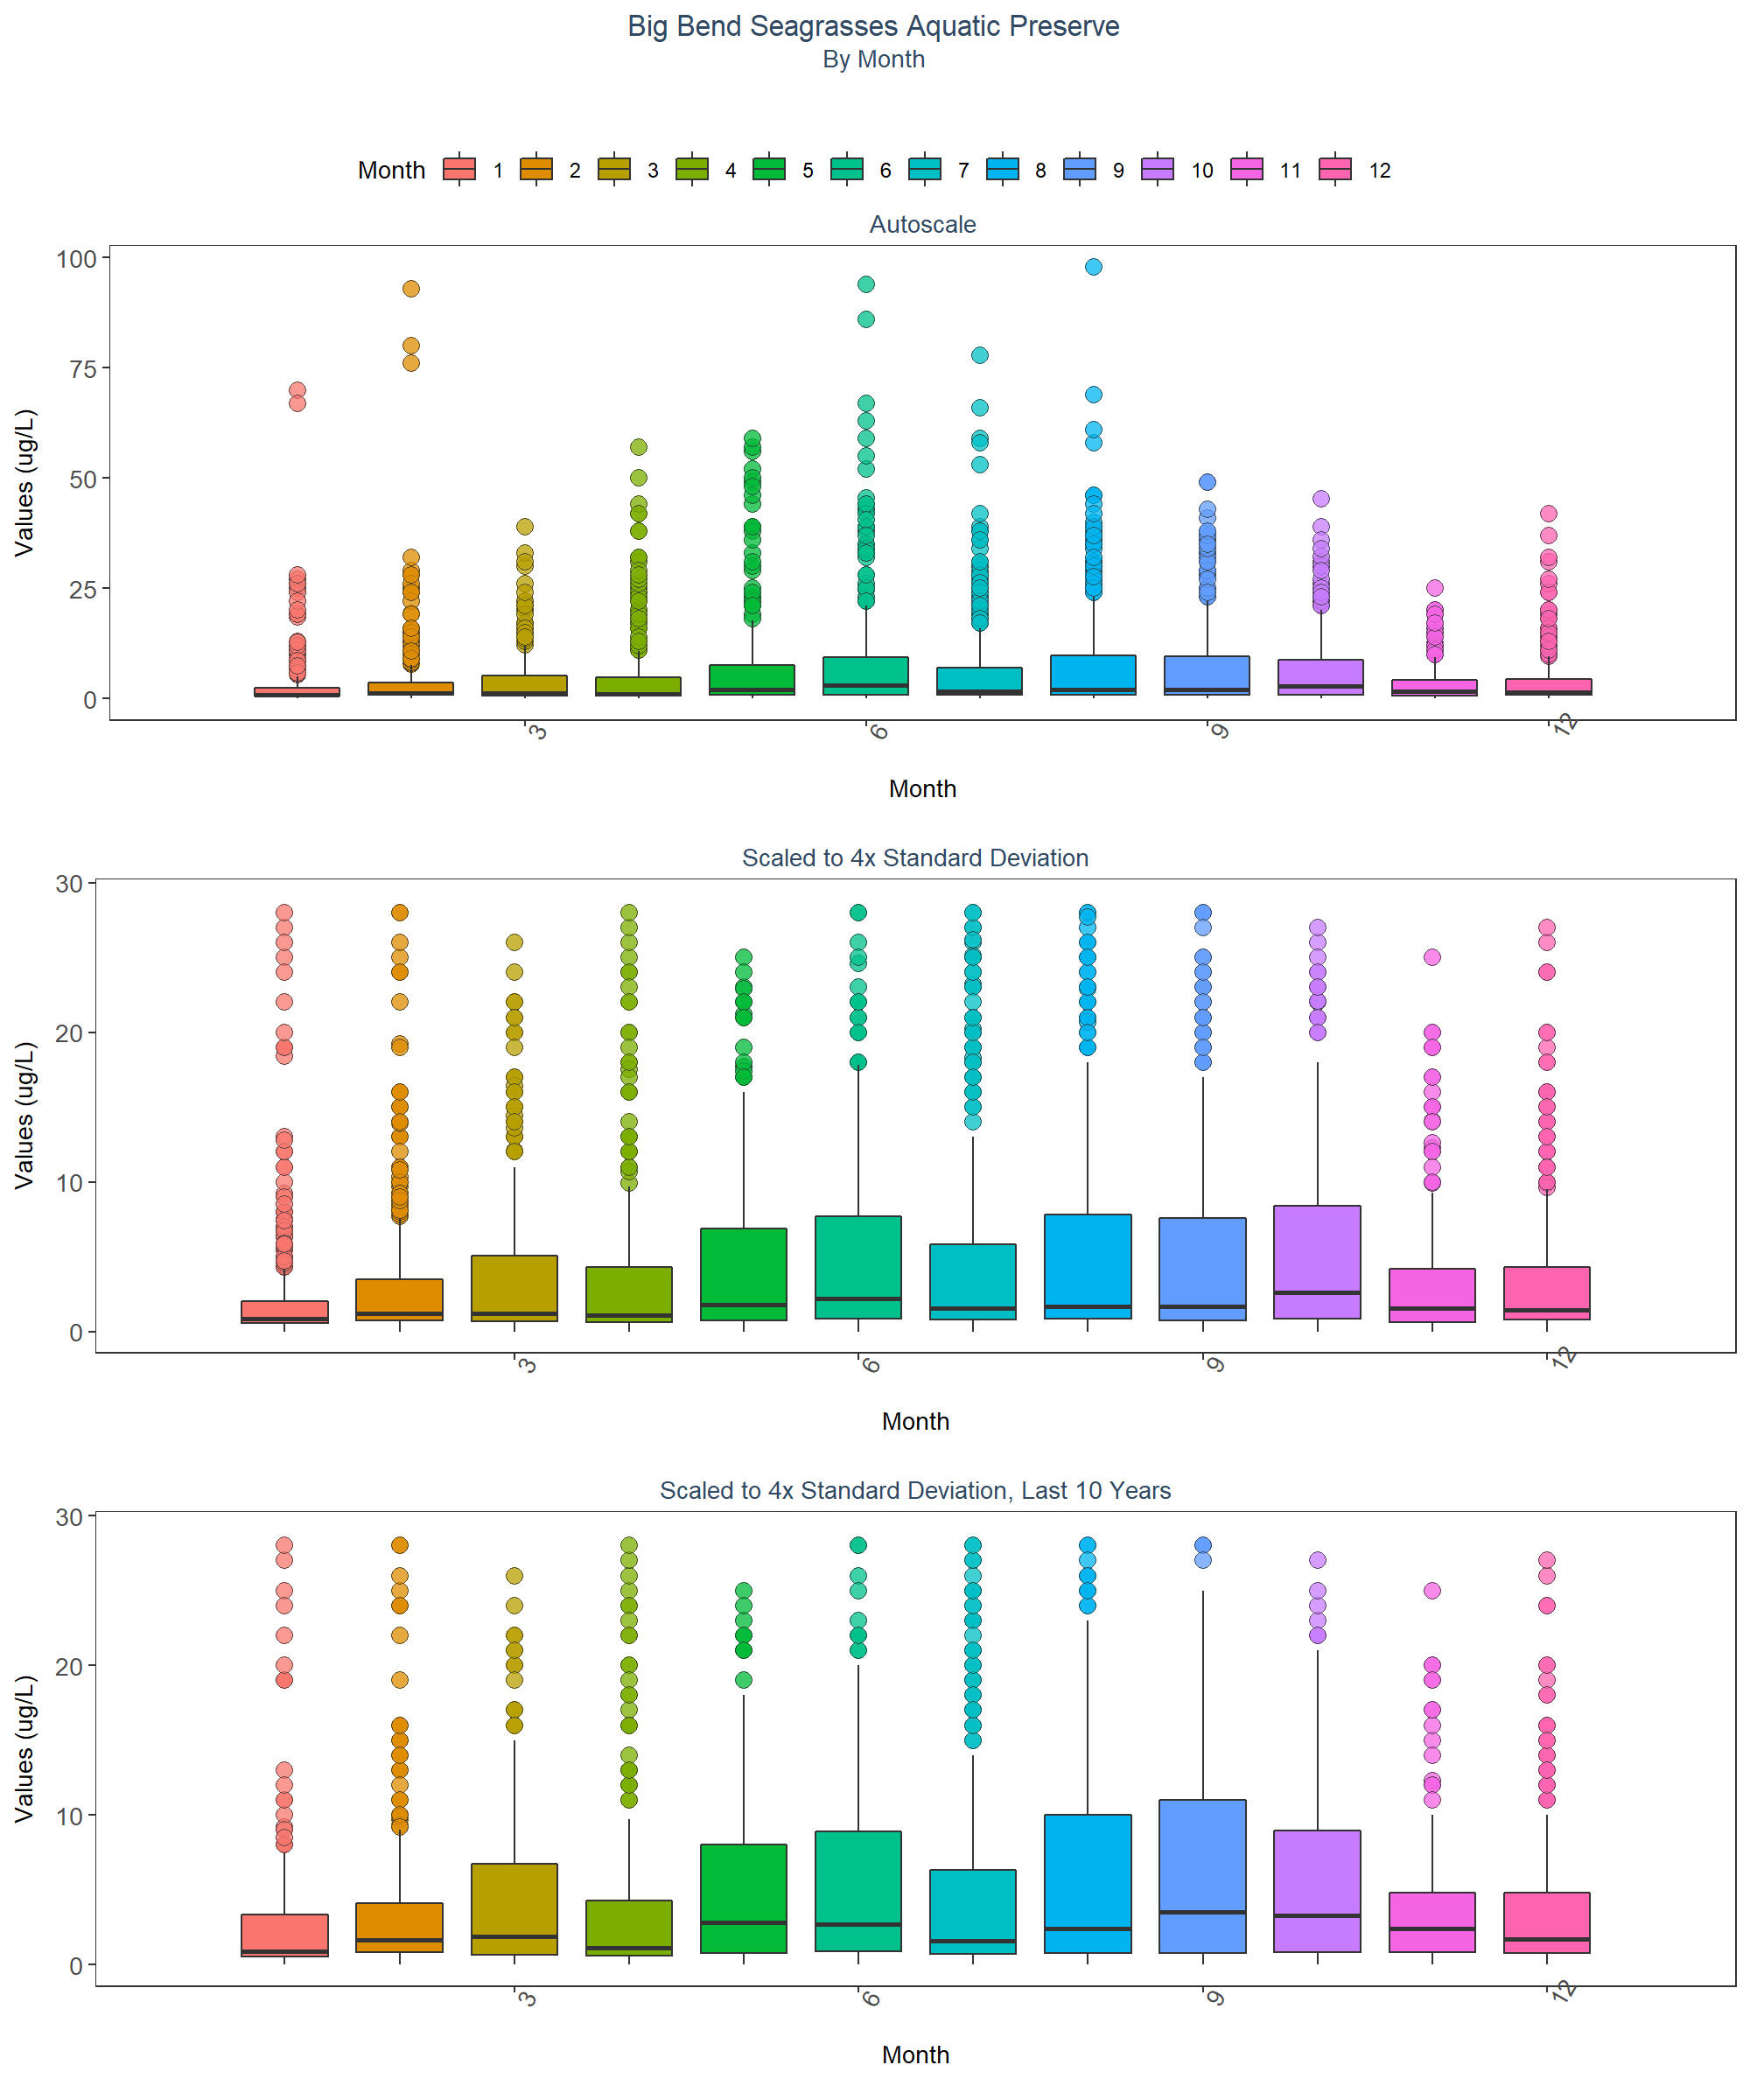 Big Bend Seagrasses Aquatic Preserve
By Month
Month 1 2 3 4 5 6 7 8 9 10 11 12
Autoscale
Values (ug/L)
100
75
50
25
0
3 6 9 12
Month
Scaled to 4x Standard Deviation
Values (ug/L)
30
20
10
0
3 6 9 12
Month
Scaled to 4x Standard Deviation, Last 10 Years
Values (ug/L)
30
20
10
0
3 6 9 12
Month